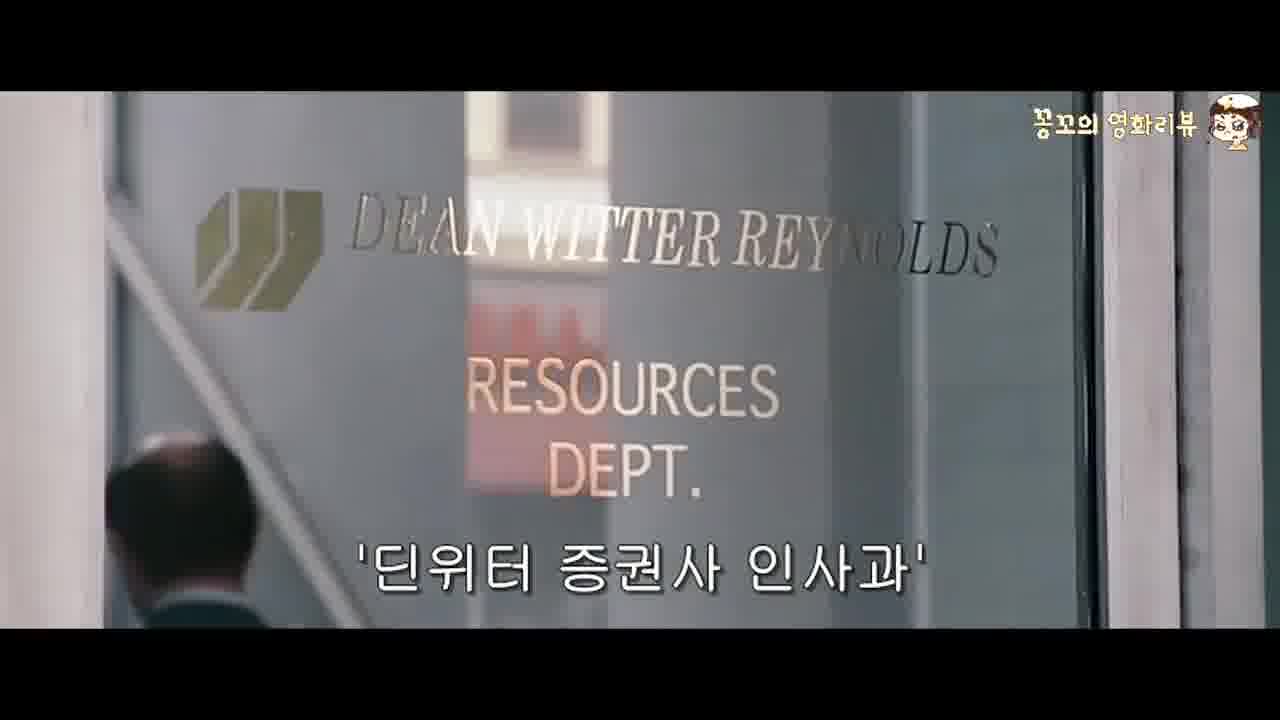 꽁꼬의 영화리뷰
DEAN WITTER REYNOLDS
RESOURCES
DEPT.
'딘위터 증권사 인사과'